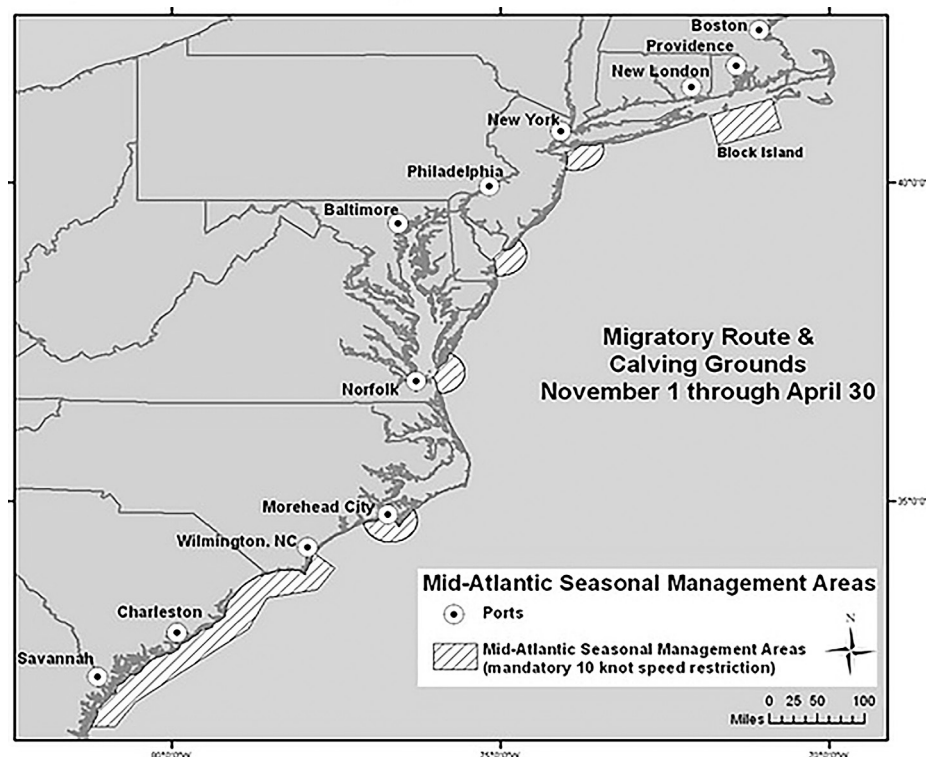 Boston
Providence
New London
New York
Block Island
Philadelphia
Baltimore
Migratory Route &
Calving Grounds
November 1 through April 30
Norfolk
Morehead City
Wilmington, NC
Mid-Atlantic Seasonal Management Areas
Ports
Mid-Atlantic Seasonal Management Areas
(mandatory 10 knot speed restriction)
Charleston
Savannah
N
0 25 50 100
Miles